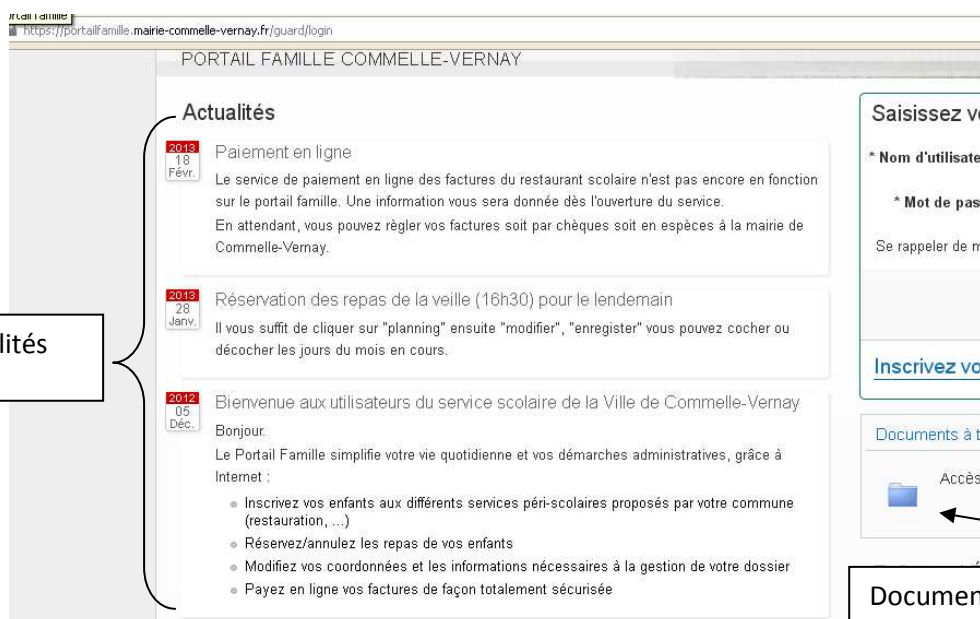 https://portailfamille.mairie-commelle-vernay.fr/guard/login
PORTAIL FAMILLE COMMELLE-VERNAY
Actualités
2013
18
Févr.
Paiement en ligne
Le service de paiement en ligne des factures du restaurant scolaire n'est pas encore en fonction
sur le portail famille. Une information vous sera donnée dès l'ouverture du service.
En attendant, vous pouvez règler vos factures soit par chèques soit en espèces à la mairie de
Commelle-Vernay.
2013
28
Janv.
Réservation des repas de la veille (16h30) pour le lendemain
Il vous suffit de cliquer sur "planning" ensuite "modifier", "enregister" vous pouvez cocher ou
décocher les jours du mois en cours.
2012
05
Déc.
Bienvenue aux utilisateurs du service scolaire de la Ville de Commelle-Vernay
Bonjour.
Le Portail Famille simplifie votre vie quotidienne et vos démarches administratives, grâce à
Internet :
Inscrivez vos enfants aux différents services péri-scolaires proposés par votre commune
(restauration, ...)
Réservez/annulez les repas de vos enfants
Modifiez vos coordonnées et les informations nécessaires à la gestion de votre dossier
Payez en ligne vos factures de façon totalement sécurisée
lités
Saisissez v
* Nom d'utilisate
* Mot de pas
Se rappeler de m
Inscrivez vo
Documents à t
Accès
Documen